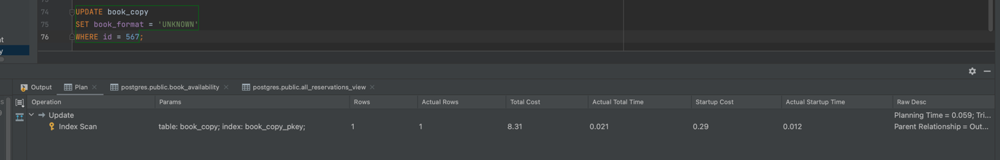 74 UPDATE book_copy
75 SET book_format = 'UNKNOWN'
76 WHERE id = 567;
Output Plan postgres.public.book_availability postgres.public.all_reservations_view
Operation Params Rows Actual Rows Total Cost Actual Total Time Startup Cost Actual Startup Time Raw Desc
Update Planning Time = 0.059; Tri...
Index Scan table: book_copy; index: book_copy_pkey; 1 1 8.31 0.021 0.29 0.012 Parent Relationship = Out...